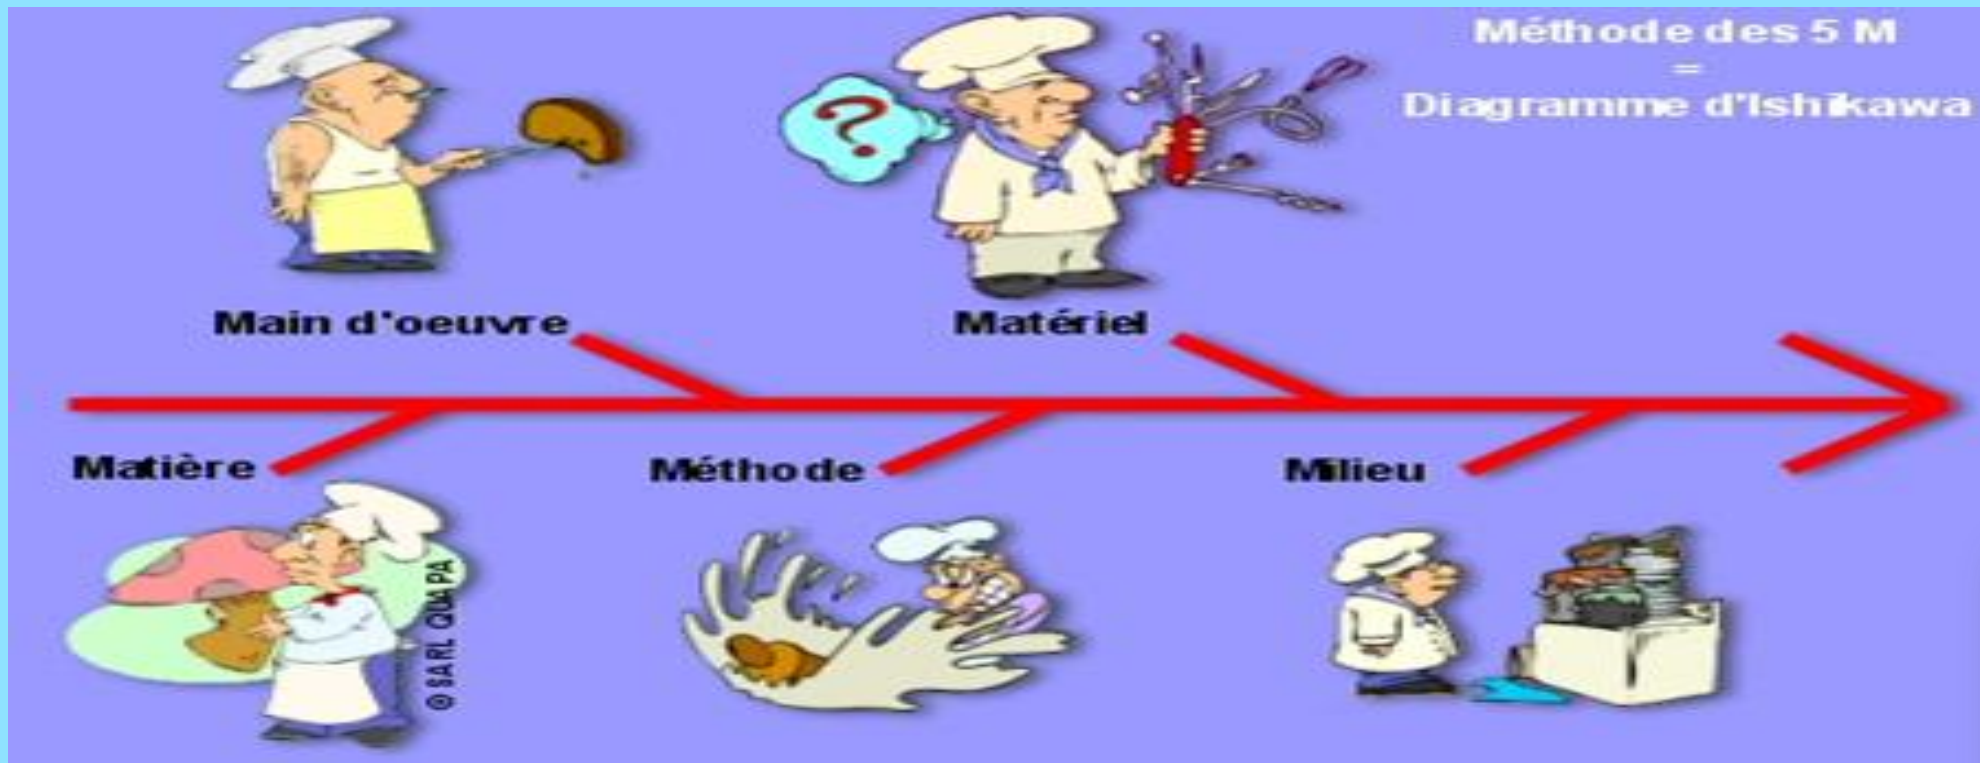 Méthode des 5 M
=
Diagramme d'Ishikawa
?
Main d'oeuvre
Matériel
Matière
Méthode
Milieu
© SARL QUAPA